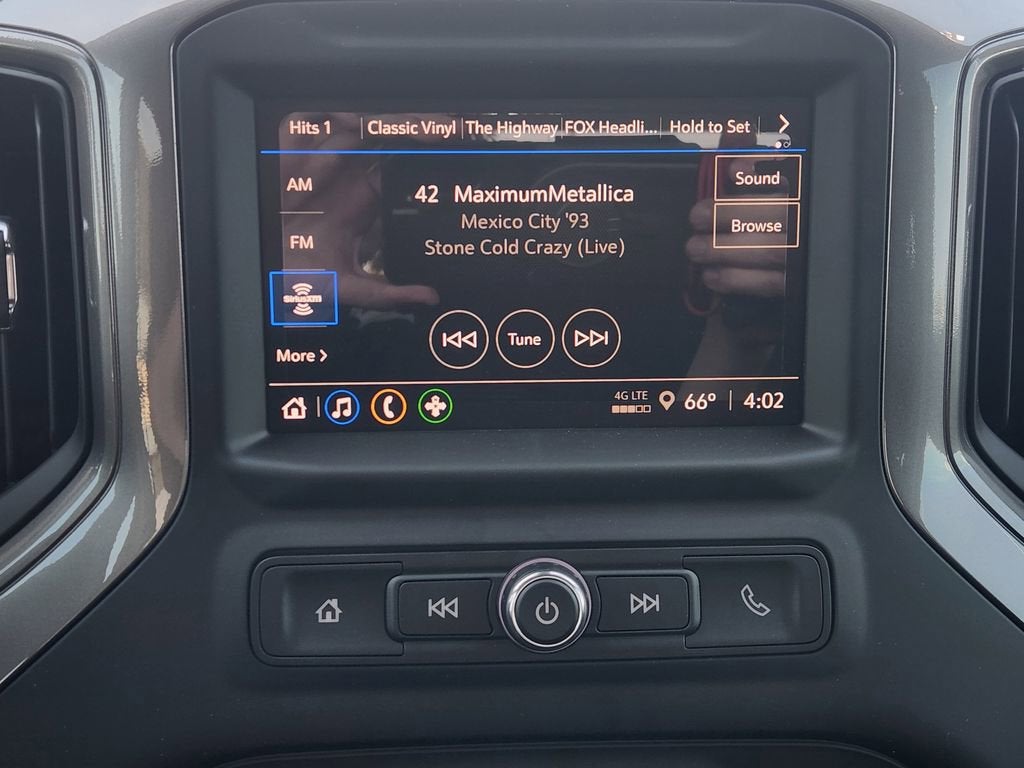 Hits 1 Classic Vinyl The Highway FOX Headli... Hold to Set
AM
42 MaximumMetallica
Mexico City '93
Stone Cold Crazy (Live)
Sound
Browse
FM
SiriusXM
More
Tune
4G LTE
66° 4:02